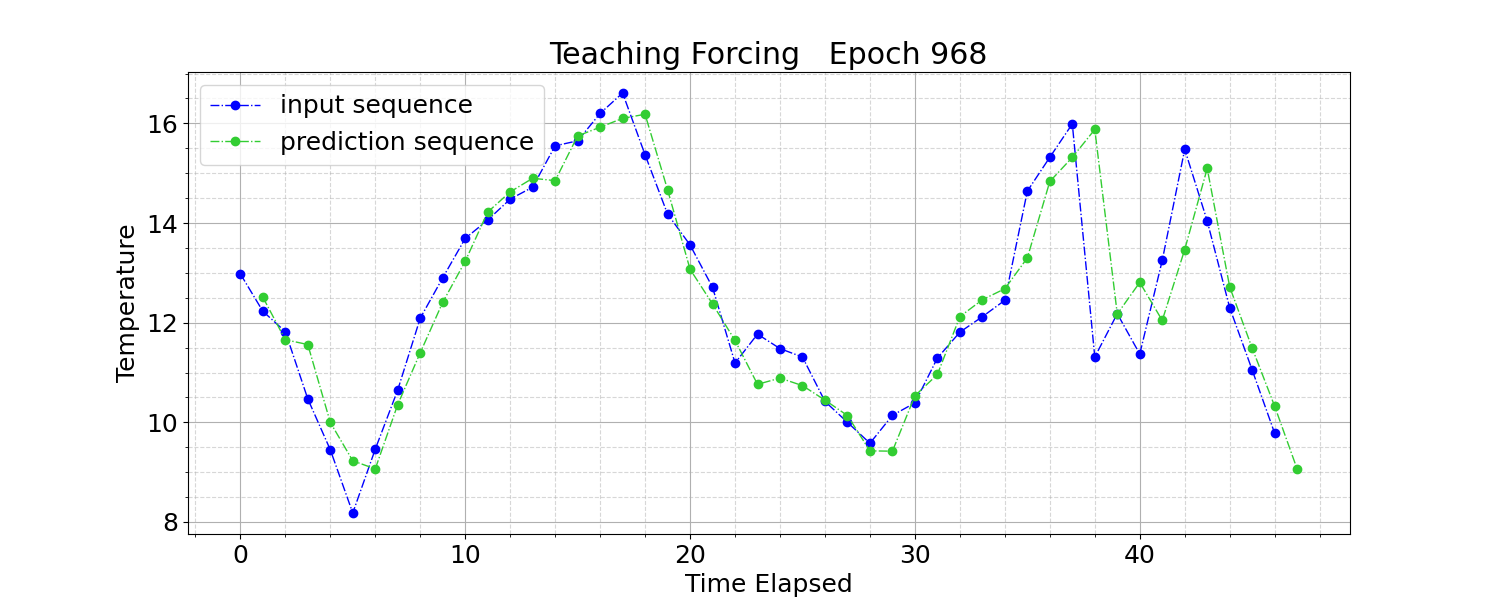 Teaching Forcing   Epoch 968
input sequence
prediction sequence
Temperature
16
14
12
10
8
0 10 20 30 40
Time Elapsed